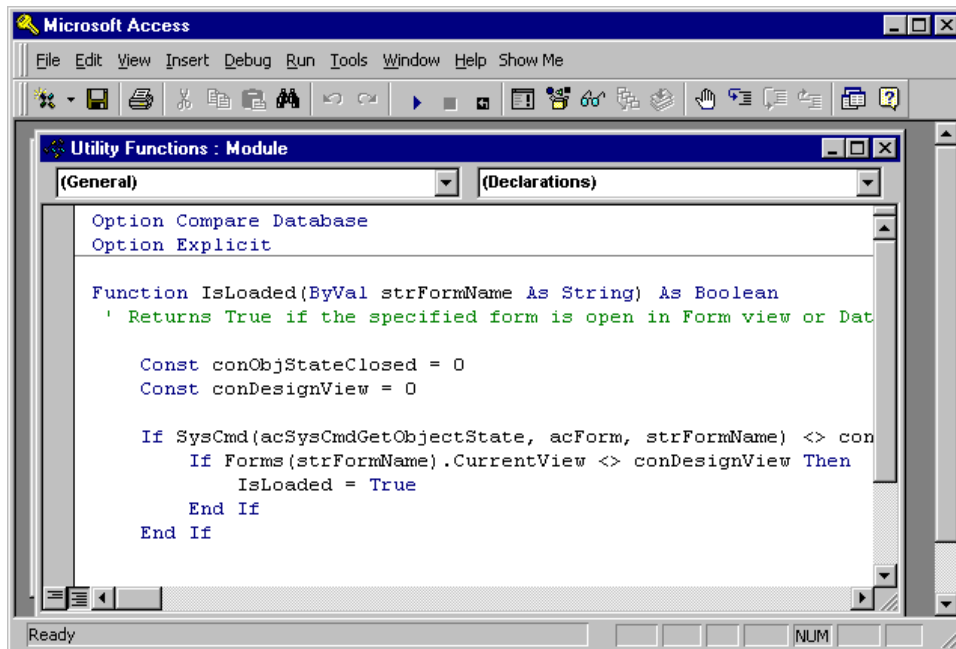 Microsoft Access
File Edit View Insert Debug Run Tools Window Help Show Me
Utility Functions : Module
(General) (Declarations)
Option Compare Database
Option Explicit
Function IsLoaded(ByVal strFormName As String) As Boolean
' Returns True if the specified form is open in Form view or Dat
Const conObjStateClosed = 0
Const conDesignView = 0
If SysCmd(acSysCmdGetObjectState, acForm, strFormName) <> con
If Forms(strFormName).CurrentView <> conDesignView Then
IsLoaded = True
End If
End If
Ready NUM